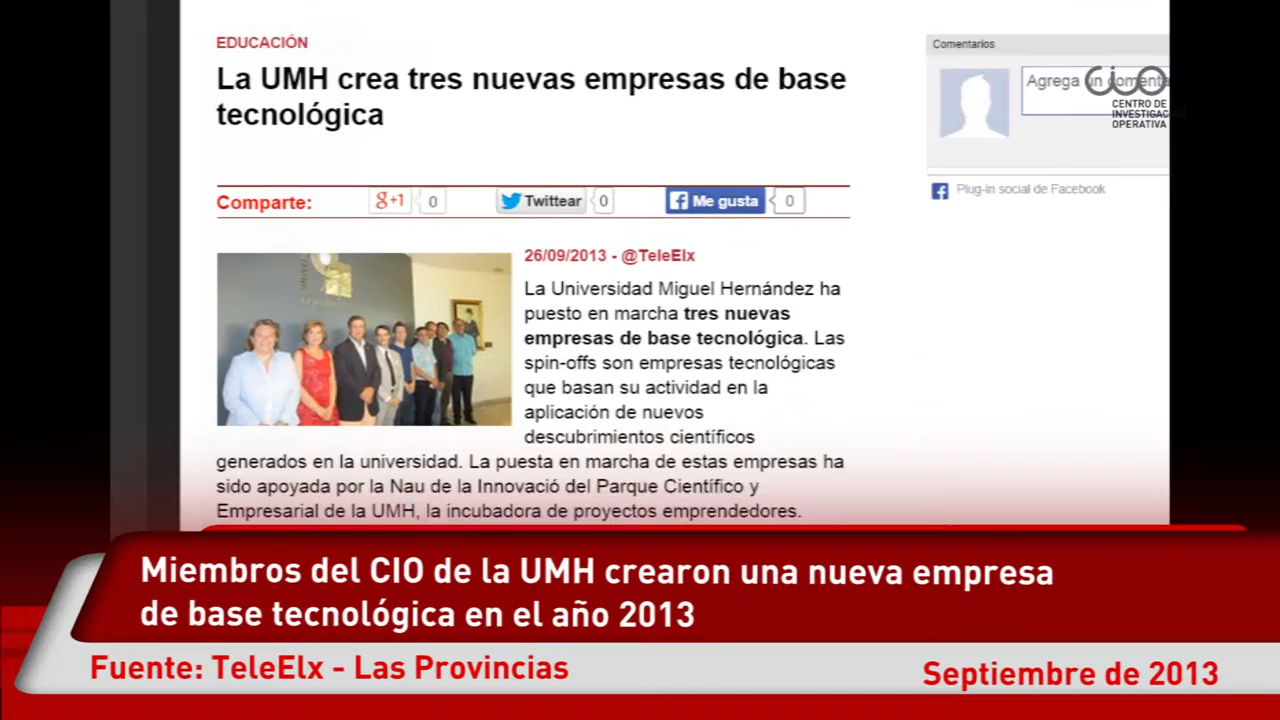 EDUCACIÓN
La UMH crea tres nuevas empresas de base
tecnológica
Comparte:
g+1
0
Twittear
0
Me gusta
0
26/09/2013 - @TeleElx
La Universidad Miguel Hernández ha
puesto en marcha tres nuevas
empresas de base tecnológica. Las
spin-offs son empresas tecnológicas
que basan su actividad en la
aplicación de nuevos
descubrimientos científicos
generados en la universidad. La puesta en marcha de estas empresas ha
sido apoyada por la Nau de la Innovació del Parque Científico y
Empresarial de la UMH, la incubadora de proyectos emprendedores.
Comentarios
Agrega un comenta
cio
CENTRO DE
INVESTIGACIÓN
OPERATIVA
Plug-in social de Facebook
Miembros del CIO de la UMH crearon una nueva empresa
de base tecnológica en el año 2013
Fuente: TeleElx - Las Provincias
Septiembre de 2013